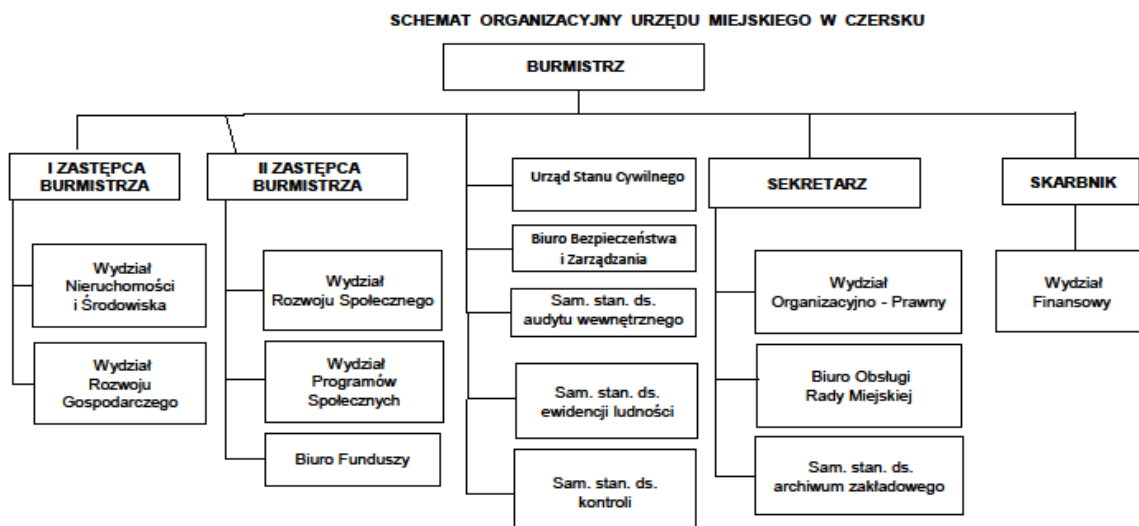 SCHEMAT ORGANIZACYJNY URZĘDU MIEJSKIEGO W CZERSKU
BURMISTRZ
I ZASTĘPCA
BURMISTRZA
Wydział
Nieruchomości
i Środowiska
Wydział
Rozwoju
Gospodarczego
II ZASTĘPCA
BURMISTRZA
Wydział
Rozwoju Społecznego
Wydział
Programów
Społecznych
Biuro Funduszy
Urząd Stanu Cywilnego
Biuro Bezpieczeństwa
i Zarządzania
Sam. stan. ds.
audytu wewnętrznego
Sam. stan. ds.
ewidencji ludności
Sam. stan. ds.
kontroli
SEKRETARZ
Wydział
Organizacyjno - Prawny
Biuro Obsługi
Rady Miejskiej
Sam. stan. ds.
archiwum zakładowego
SKARBNIK
Wydział
Finansowy